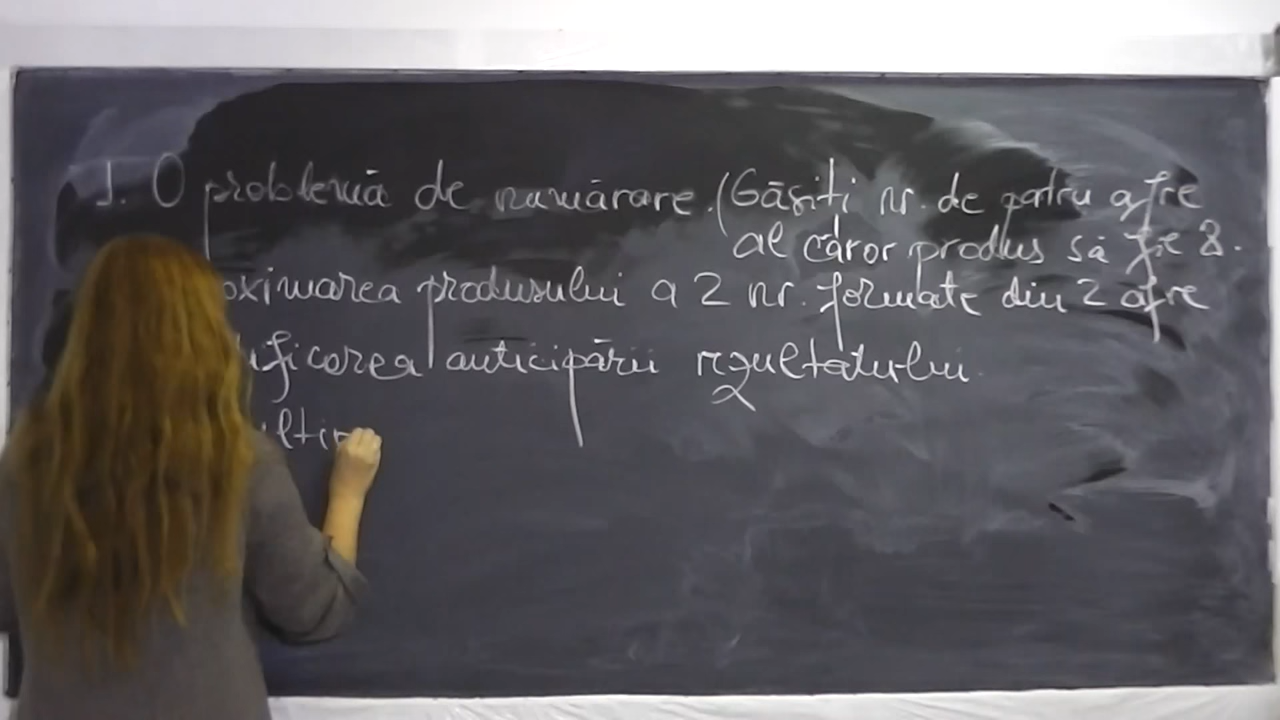 1. O problemă de numărare. (Găsiți nr. de patru cifre
al căror produs să fie 8.
oximarea produsului a 2 nr. formate din 2 cifre
ificarea anticipării rezultatului.